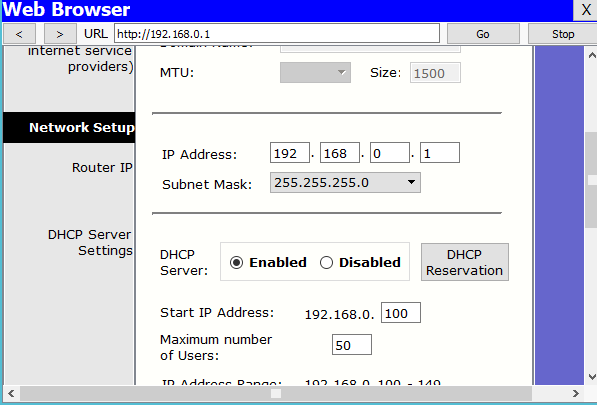 Web Browser X
< > URL http://192.168.0.1 Go Stop
internet service
providers)
Domain Name:
MTU: Size: 1500
Network Setup
IP Address: 192 . 168 . 0 . 1
Router IP
Subnet Mask: 255.255.255.0
DHCP Server
Settings
DHCP
Server: Enabled Disabled DHCP
Reservation
Start IP Address: 192.168.0. 100
Maximum number
of Users: 50
IP Address Range: 192.168.0. 100 - 149